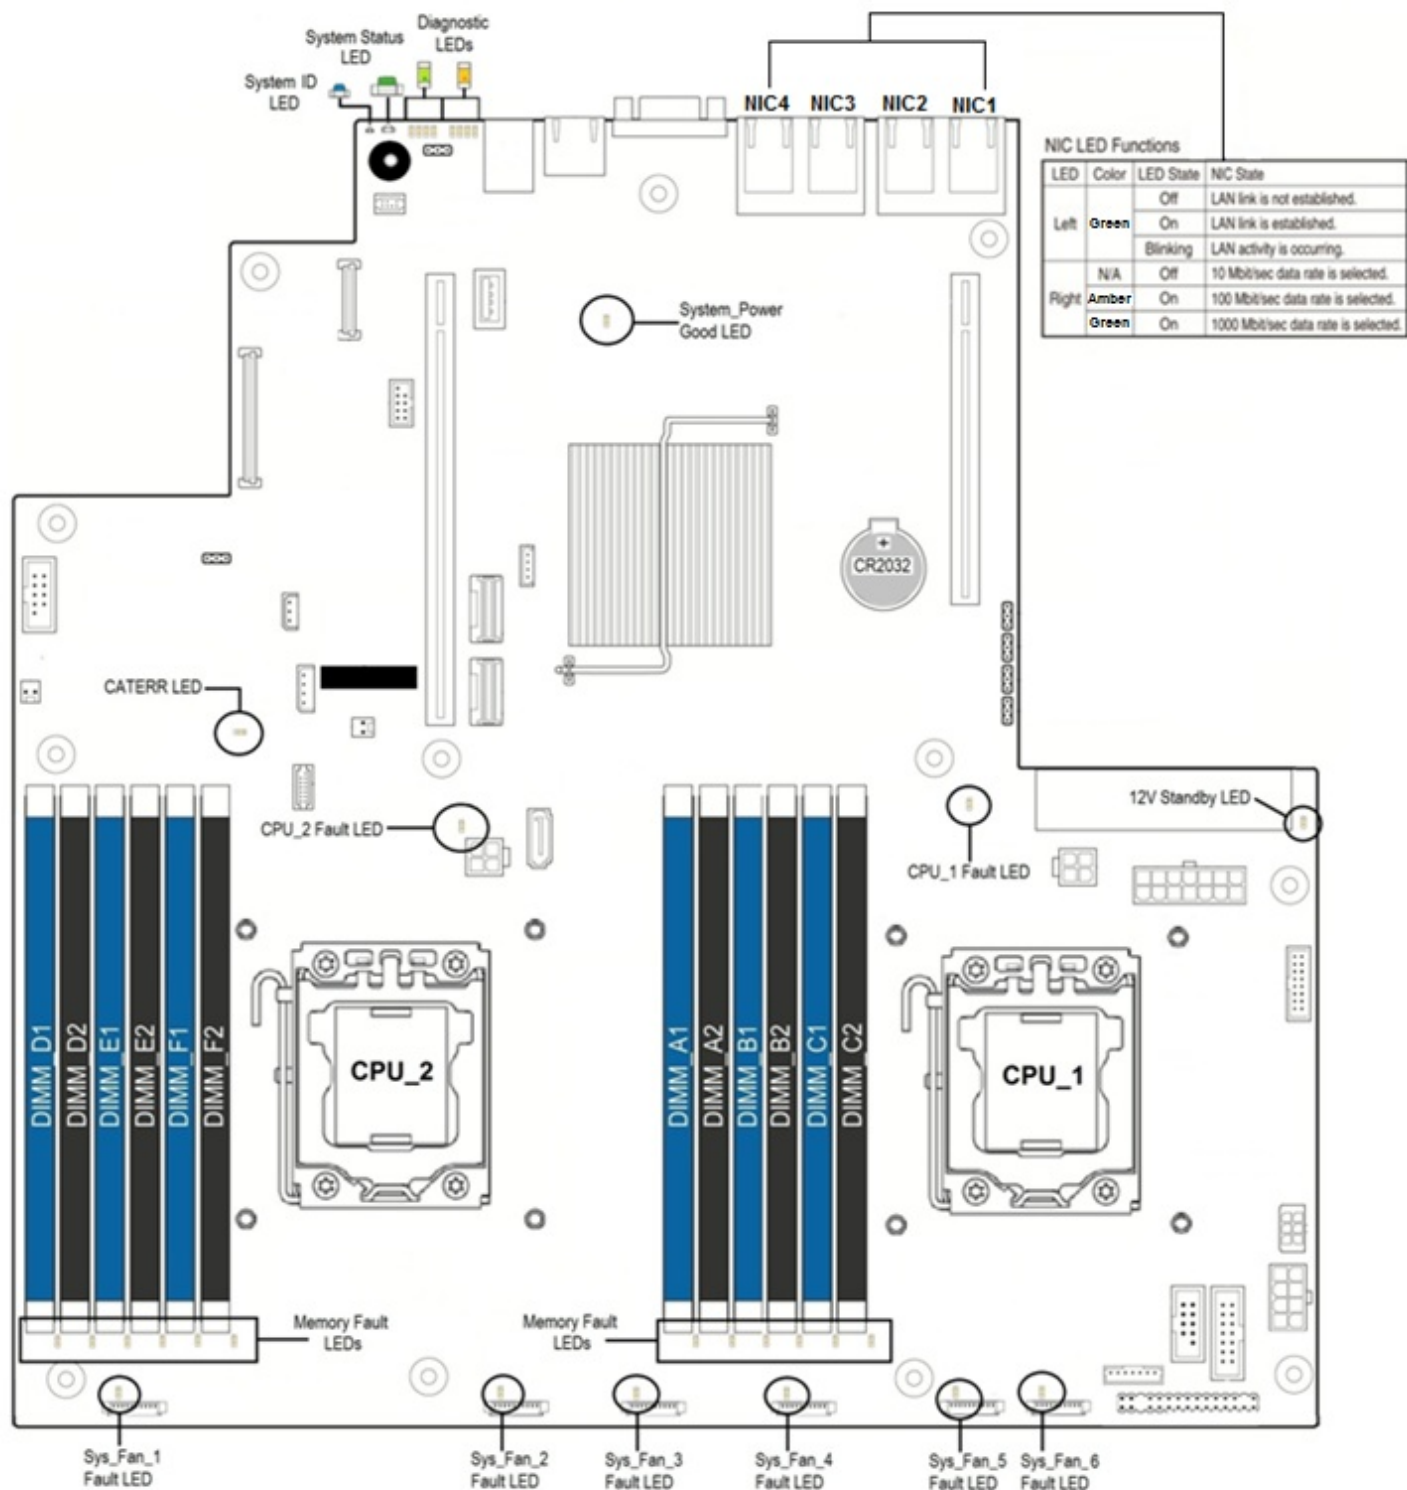 Diagnostic
LEDs
System Status
LED
System ID
LED
NIC4 NIC3 NIC2 NIC1
NIC LED Functions
LED Color LED State NIC State
Left Green Off LAN link is not established.
On LAN link is established.
Blinking LAN activity is occurring.
Right N/A Off 10 Mbit/sec data rate is selected.
Amber On 100 Mbit/sec data rate is selected.
Green On 1000 Mbit/sec data rate is selected.
System_Power
Good LED
+
CR2032
CATERR LED
12V Standby LED
CPU_2 Fault LED
CPU_1 Fault LED
DIMM_D1
DIMM_D2
DIMM_E1
DIMM_E2
DIMM_F1
DIMM_F2
CPU_2
DIMM_A1
DIMM_A2
DIMM_B1
DIMM_B2
DIMM_C1
DIMM_C2
CPU_1
Memory Fault
LEDs
Memory Fault
LEDs
Sys_Fan_1
Fault LED
Sys_Fan_2
Fault LED
Sys_Fan_3
Fault LED
Sys_Fan_4
Fault LED
Sys_Fan_5
Fault LED
Sys_Fan_6
Fault LED